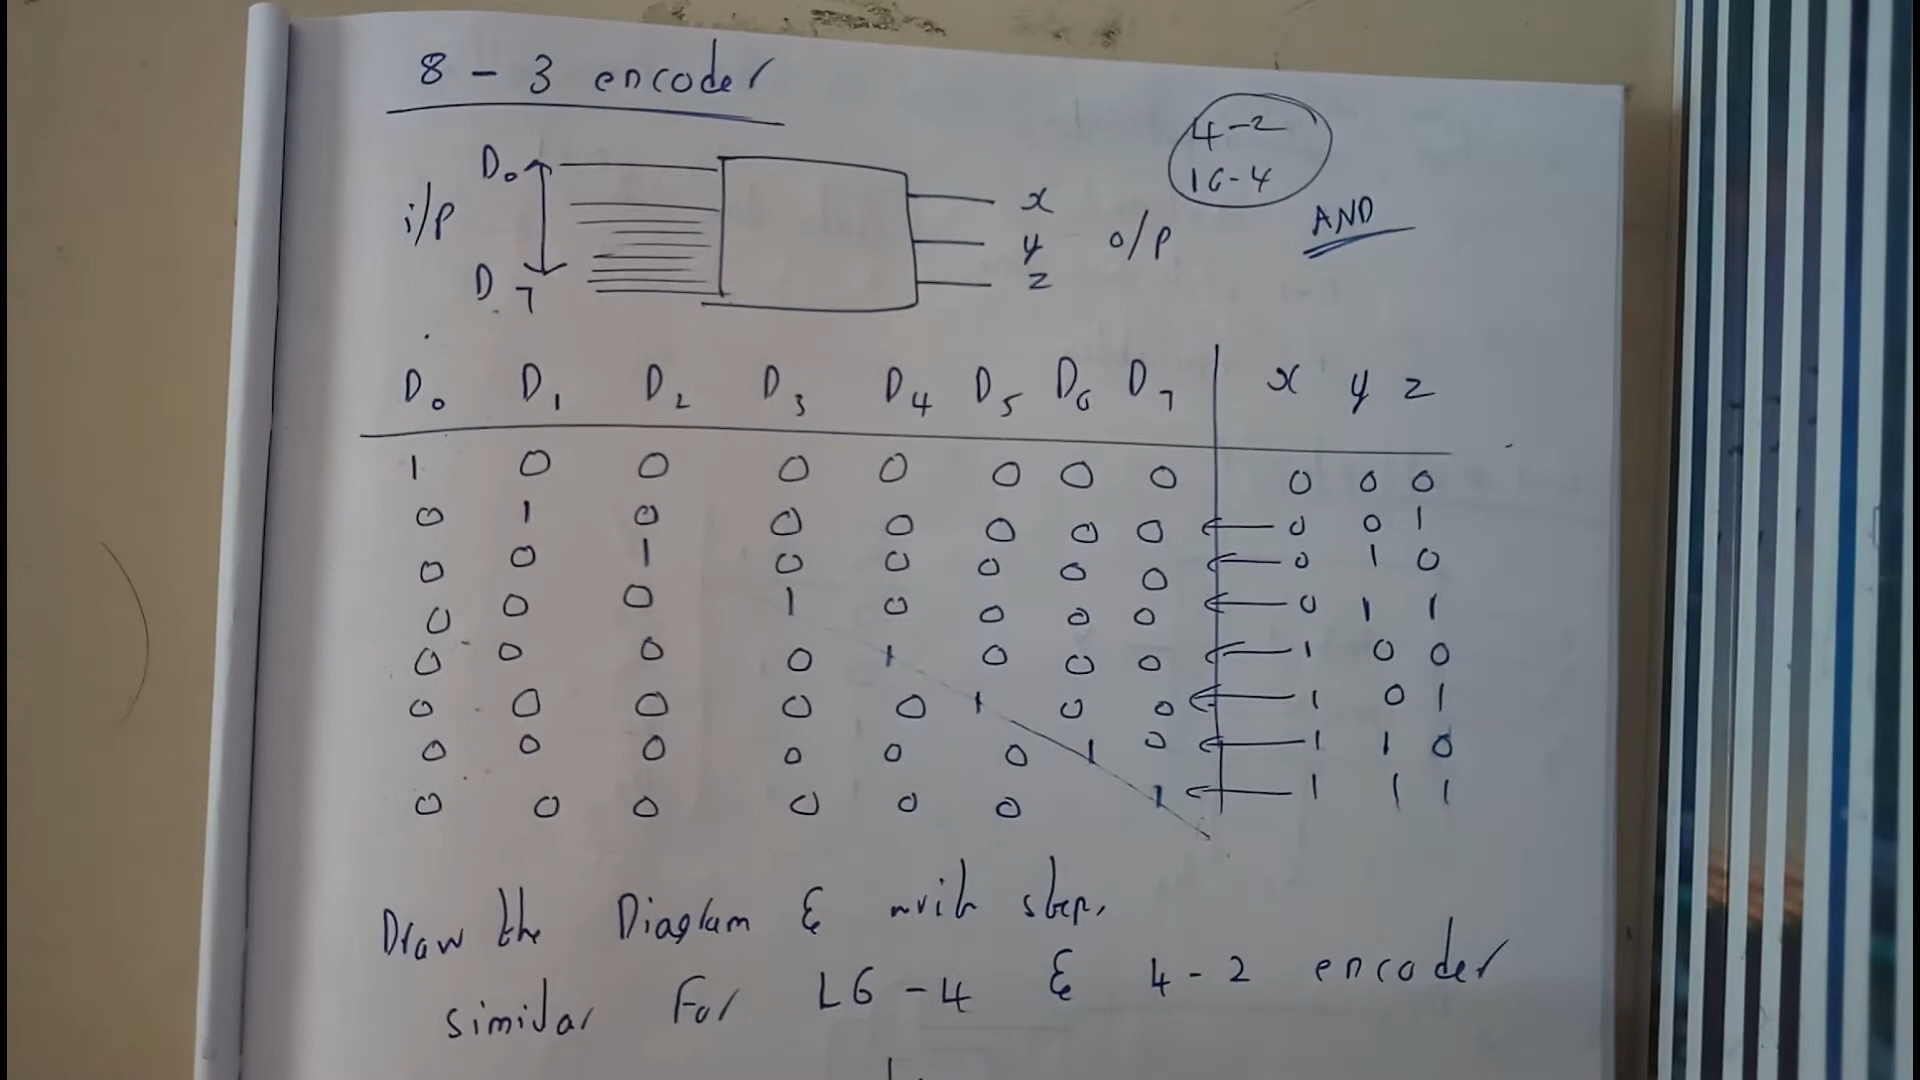 8 - 3 encoder
4-2
16-4
AND
i/p
D0
D7
x
y
z
o/p
D0 D1 D2 D3 D4 D5 D6 D7 x y z
1 0 0 0 0 0 0 0 0 0 0
0 1 0 0 0 0 0 0 ← 0 0 1
0 0 1 0 0 0 0 0 ← 0 1 0
0 0 0 1 0 0 0 0 ← 0 1 1
0 0 0 0 1 0 0 0 ← 1 0 0
0 0 0 0 0 1 0 0 ← 1 0 1
0 0 0 0 0 0 1 0 ← 1 1 0
0 0 0 0 0 0 1 ← 1 1 1
Draw the Diagram & step.
similar For 16 - 4 & 4 - 2 encoder